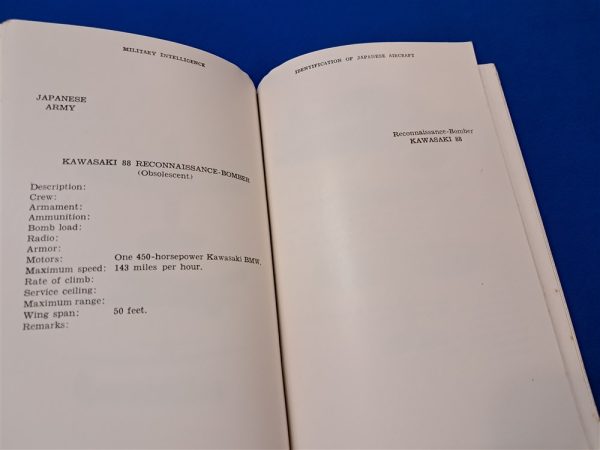 MILITARY INTELLIGENCE
JAPANESE
ARMY
KAWASAKI 88 RECONNAISSANCE-BOMBER
(Obsolescent)
Description:
Crew:
Armament:
Ammunition:
Bomb load:
Radio:
Armor:
Motors: One 450-horsepower Kawasaki BMW.
Maximum speed: 143 miles per hour.
Rate of climb:
Service ceiling:
Maximum range:
Wing span: 50 feet.
Remarks:
IDENTIFICATION OF JAPANESE AIRCRAFT
Reconnaissance-Bomber
KAWASAKI 88